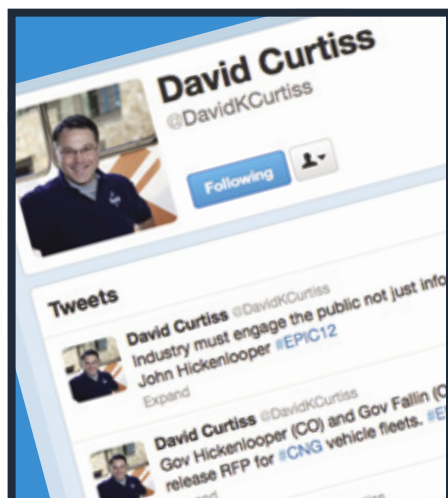 David Curtiss
@DavidKCurtiss
Following
Tweets
David Curtiss @DavidKCurtiss
Industry must engage the public not just info
John Hickenlooper #EPIC12
Expand
David Curtiss @DavidKCurtiss
Gov Hickenlooper (CO) and Gov Fallin (O
release RFP for #CNG vehicle fleets. #E